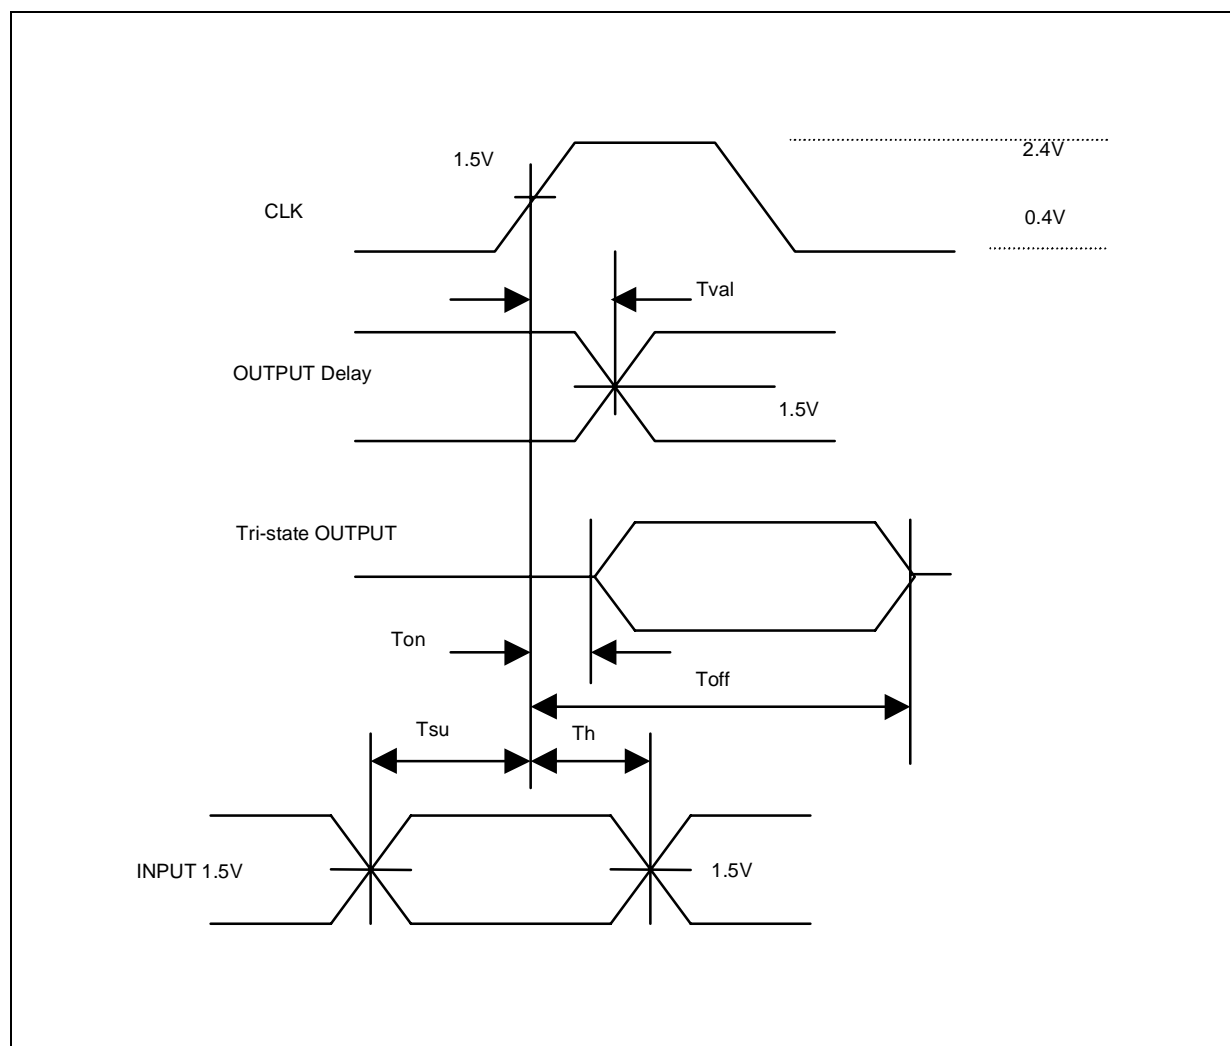 1.5V
2.4V
CLK
0.4V
Tval
OUTPUT Delay
1.5V
Tri-state OUTPUT
Ton
Toff
Tsu
Th
INPUT 1.5V
1.5V